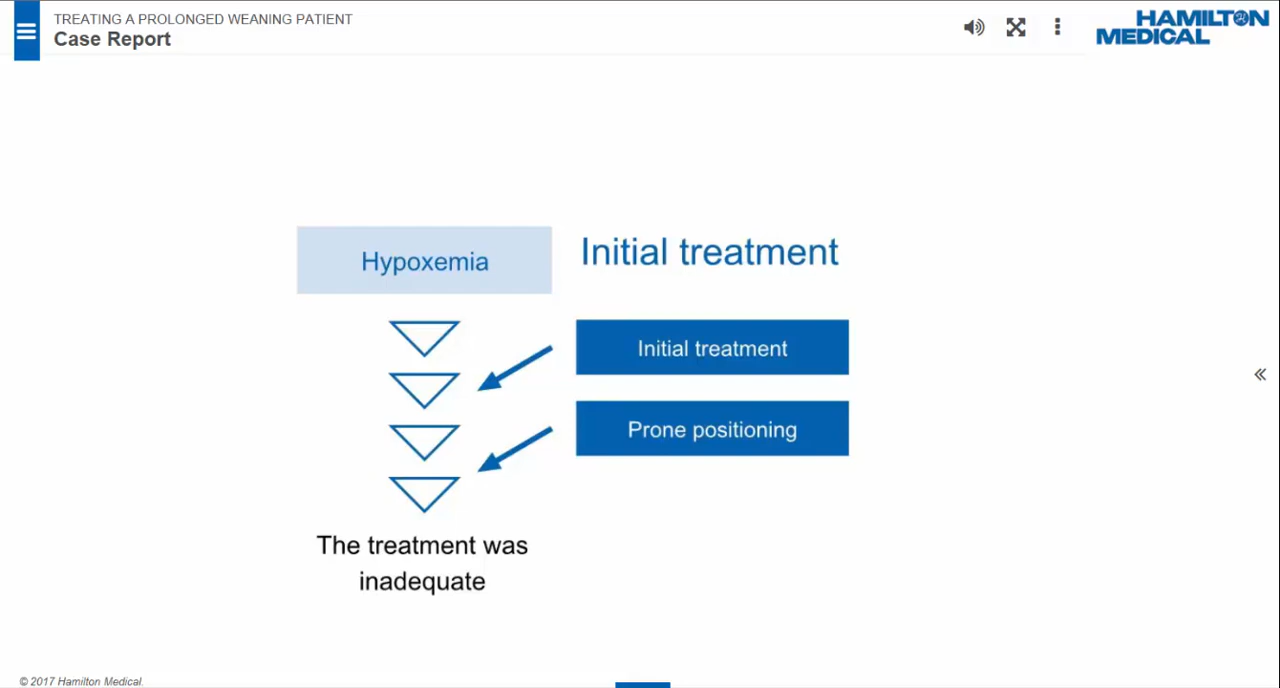 TREATING A PROLONGED WEANING PATIENT
Case Report
HAMILTON
MEDICAL
Hypoxemia
Initial treatment
Initial treatment
Prone positioning
The treatment was
inadequate
© 2017 Hamilton Medical.